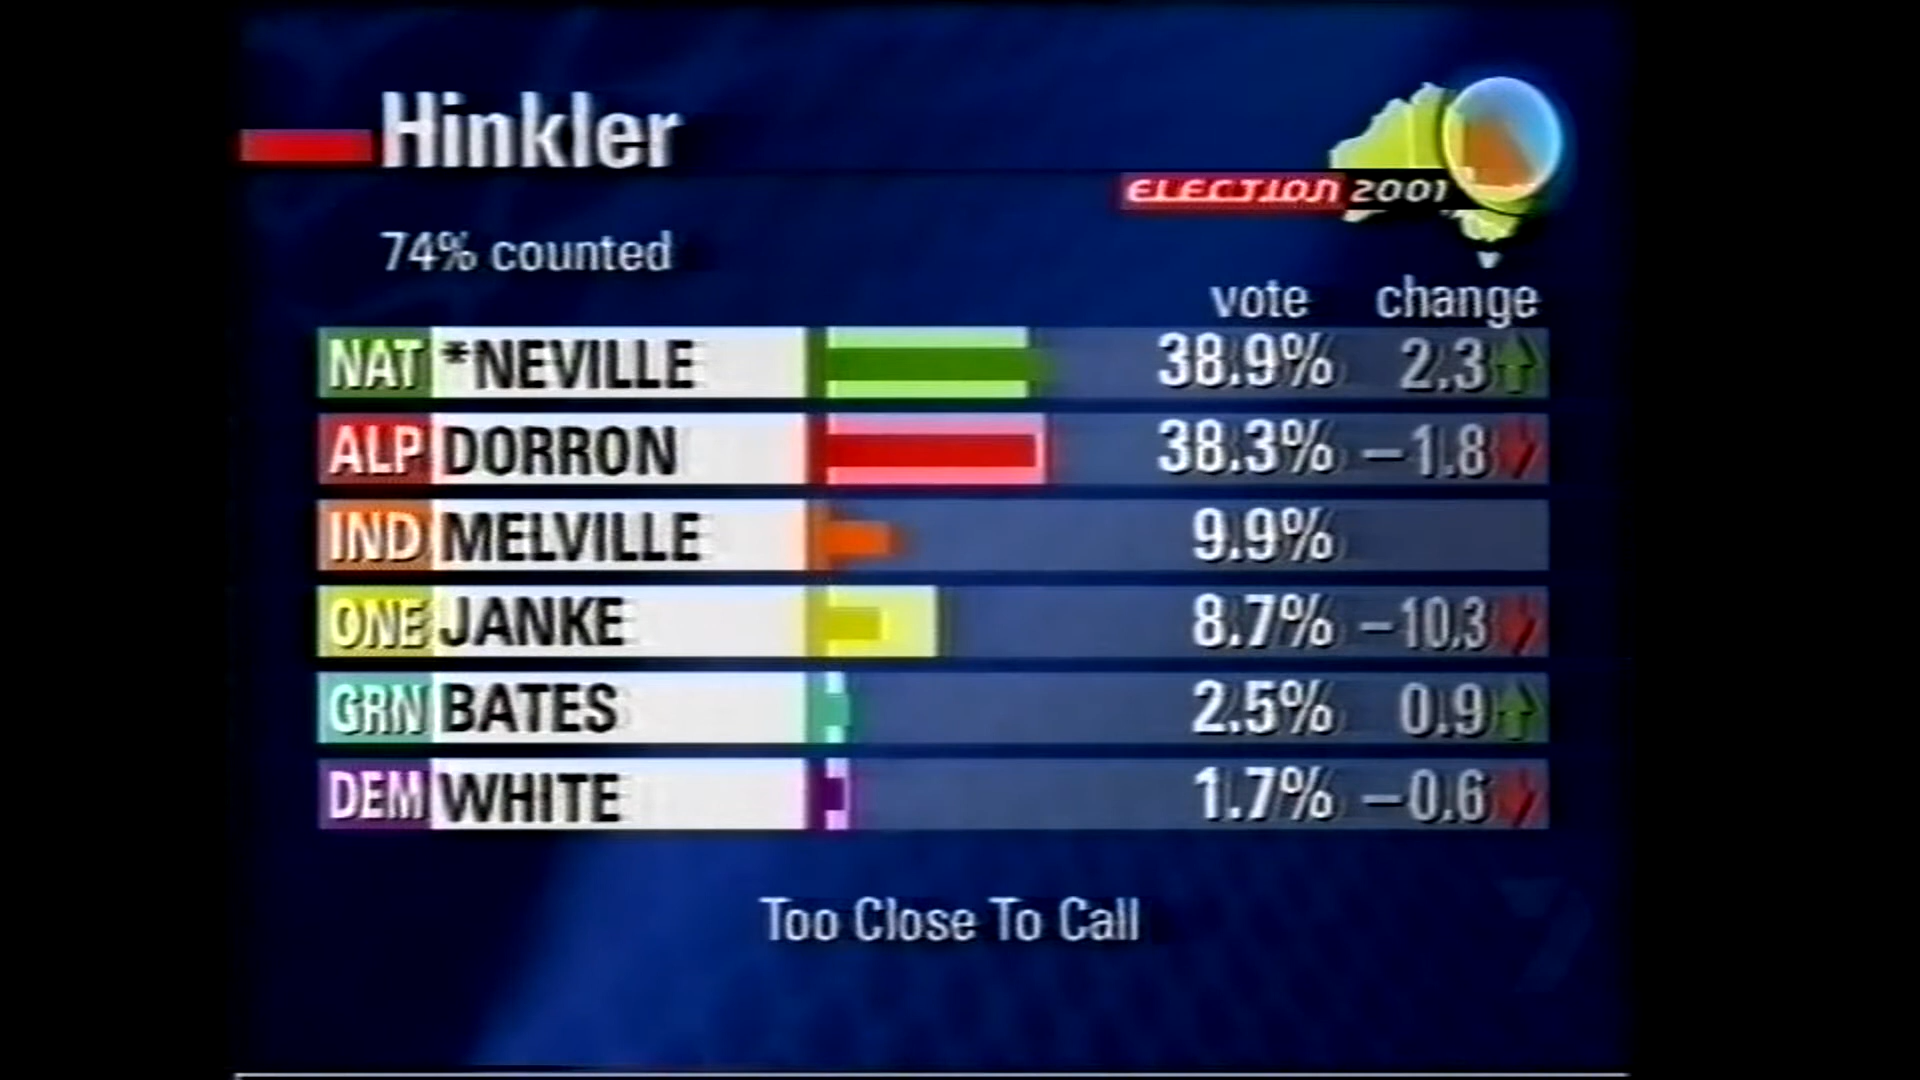 Hinkler
ELECTION 2001
74% counted
vote change
NAT *NEVILLE 38.9% 2.3
ALP DORRON 38.3% –1.8
IND MELVILLE 9.9%
ONE JANKE 8.7% –10.3
GRN BATES 2.5% 0.9
DEM WHITE 1.7% –0.6
Too Close To Call